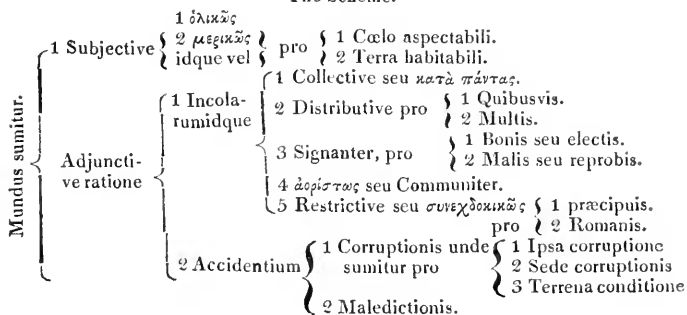 The Scheme.
Mundus sumitur.
1 Subjective
1 ὁλικῶς
2 μερικῶς
idque vel
pro
1 Cœlo aspectabili.
2 Terra habitabili.
Adjuncti-
ve ratione
1 Incola-
rumidque
1 Collective seu κατὰ πάντας.
2 Distributive pro
1 Quibusvis.
2 Multis.
3 Signanter, pro
1 Bonis seu electis.
2 Malis seu reprobis.
4 ἀορίστως seu Communiter.
5 Restrictive seu συνεχδοκικῶς
pro
1 præcipuis.
2 Romanis.
2 Accidentium
1 Corruptionis unde
sumitur pro
1 Ipsa corruptione
2 Sede corruptionis
3 Terrena conditione
2 Maledictionis.